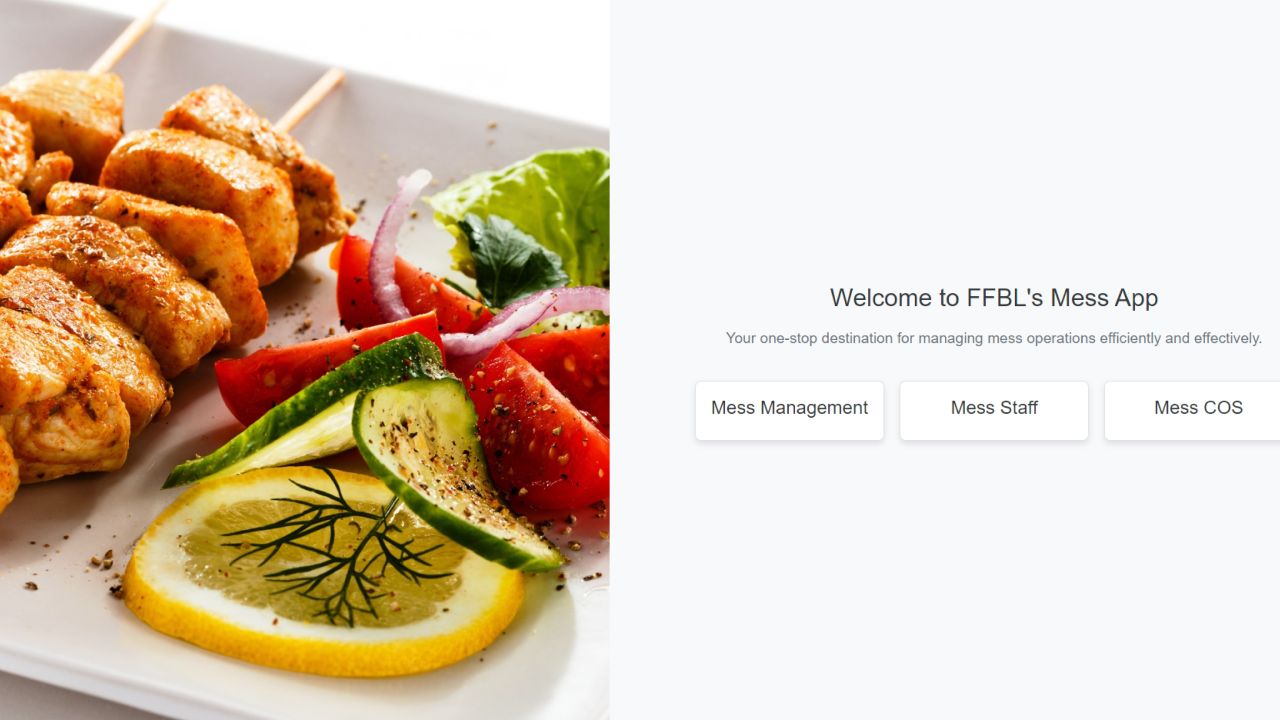 Welcome to FFBL's Mess App
Your one-stop destination for managing mess operations efficiently and effectively.
Mess Management
Mess Staff
Mess COS